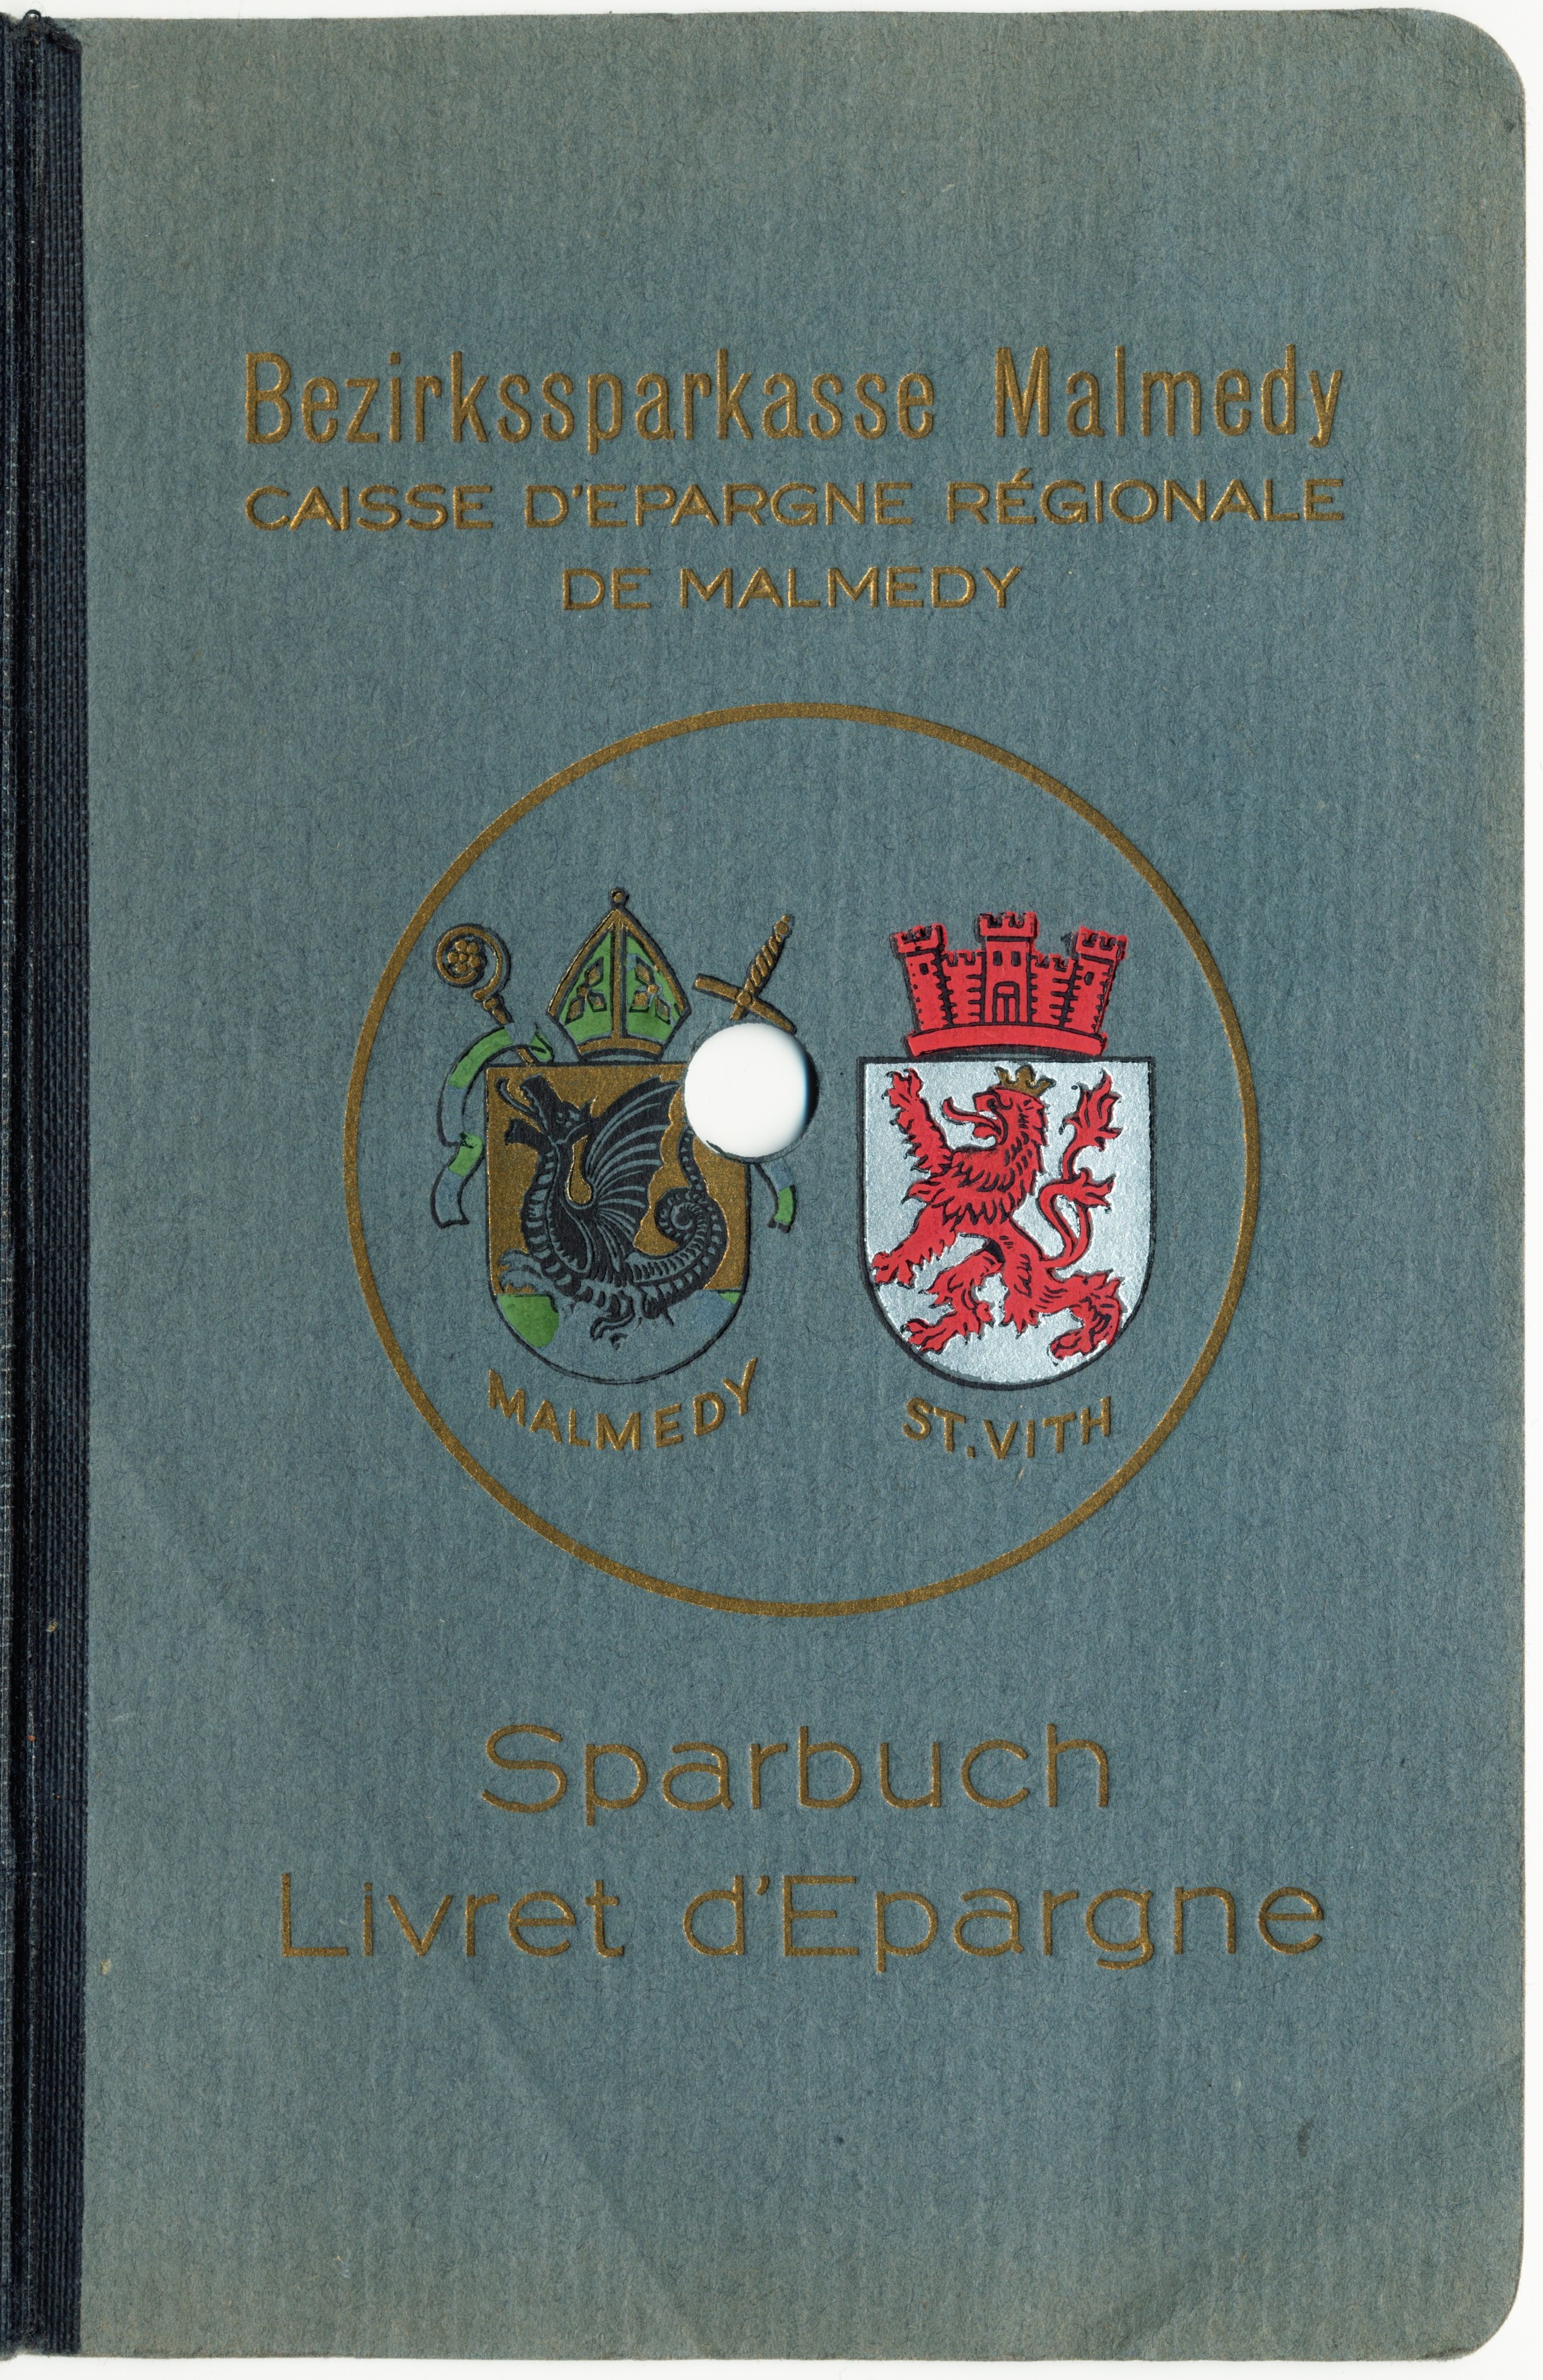 Bezirkssparkasse Malmedy
CAISSE D'EPARGNE RÉGIONALE
DE MALMEDY
MALMEDY
ST. VITH
Sparbuch
Livret d'Epargne